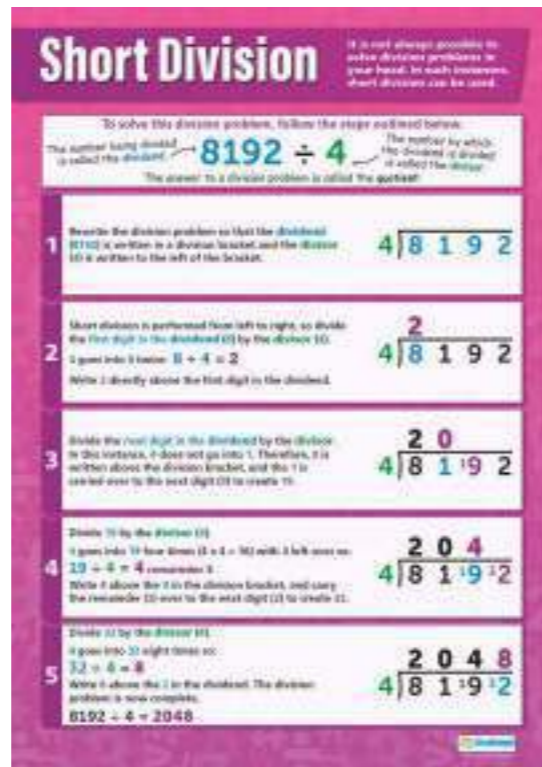 Short Division
It is not always possible to
solve division problems in
your head. In such instances,
short division can be used.
To solve this division problem, follow the steps outlined below.
The number being divided
is called the dividend.
8192 ÷ 4
The number by which
the dividend is divided
is called the divisor.
The answer to a division problem is called the quotient.
1
Rewrite the division problem so that the dividend
(8192) is written in a division bracket and the divisor
(4) is written to the left of the bracket.
4 8 1 9 2
2
Short division is performed from left to right, so divide
the first digit in the dividend (8) by the divisor (4).
4 goes into 8 twice: 8 ÷ 4 = 2
Write 2 directly above the first digit in the dividend.
2
4 8 1 9 2
3
Divide the next digit in the dividend by the divisor.
In this instance, 4 does not go into 1. Therefore, 0 is
written above the division bracket, and the 1 is
carried over to the next digit (9) to create 19.
2 0
4 8 1 19 2
4
Divide 19 by the divisor (4).
4 goes into 19 four times (4 x 4 = 16) with 3 left over so:
19 ÷ 4 = 4 remainder 3
Write 4 above the 9 in the division bracket, and carry
the remainder (3) over to the next digit (2) to create 32.
2 0 4
4 8 1 19 32
5
Divide 32 by the divisor (4).
4 goes into 32 eight times so:
32 ÷ 4 = 8
Write 8 above the 2 in the dividend. The division
problem is now complete.
8192 ÷ 4 = 2048
2 0 4 8
4 8 1 19 32